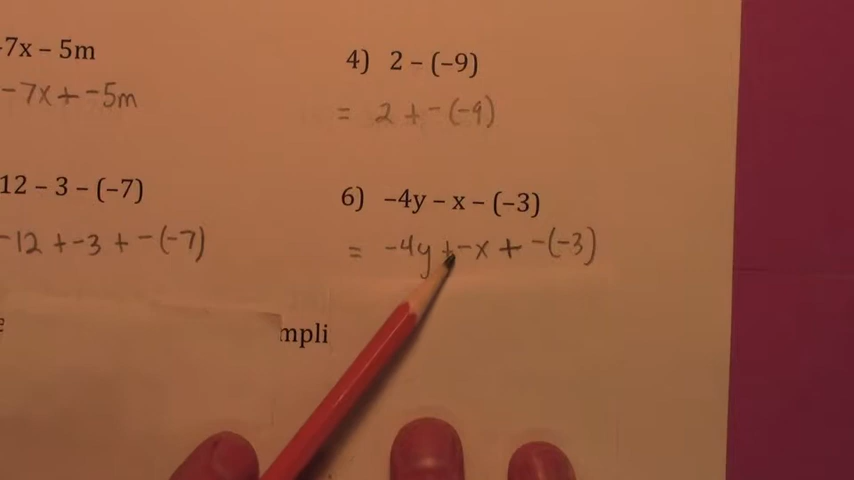 -7x – 5m
-7x + -5m
12 – 3 – (–7)
-12 + -3 + -(-7)
4) 2 – (–9)
= 2 + -(-9)
6) –4y – x – (–3)
= -4y + -x + -(-3)
mpli